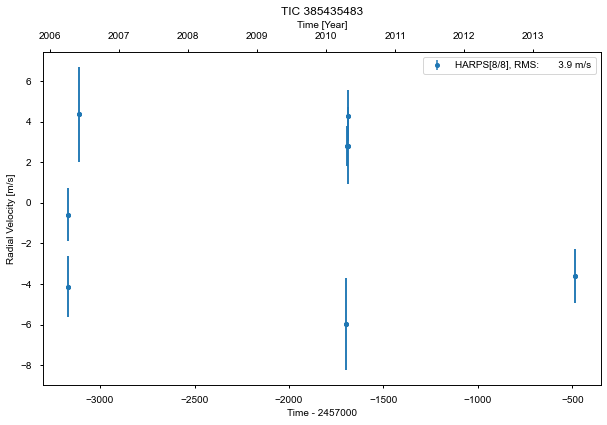 TIC 385435483
Time [Year]
2006 2007 2008 2009 2010 2011 2012 2013
HARPS[8/8], RMS: 3.9 m/s
6
4
2
0
−2
−4
−6
−8
Radial Velocity [m/s]
−3000 −2500 −2000 −1500 −1000 −500
Time - 2457000